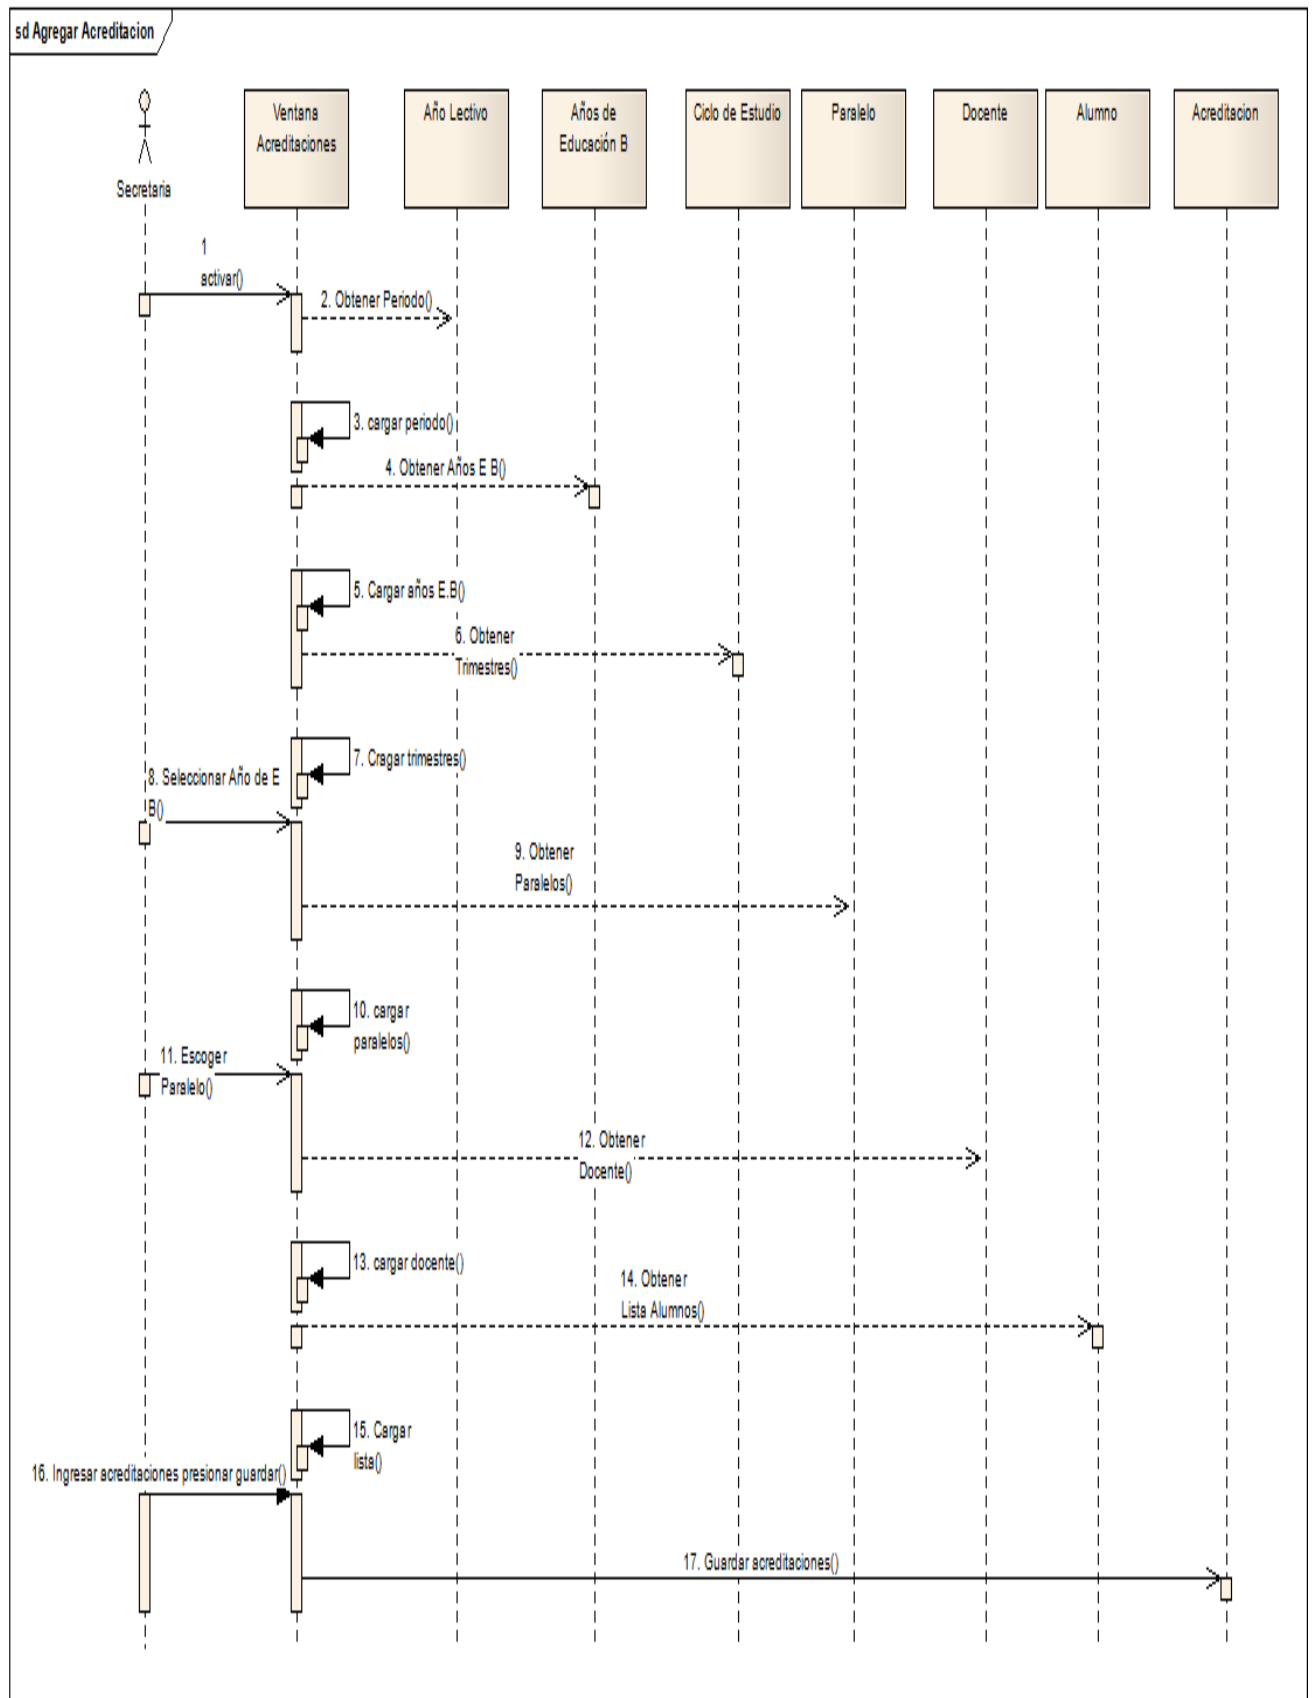 sd Agregar Acreditacion
Secretaria
Ventana
Acreditaciones
Año Lectivo
Años de
Educación B
Ciclo de Estudio
Paralelo
Docente
Alumno
Acreditacion
1
activar()
2. Obtener Periodo()
3. cargar periodo()
4. Obtener Años E B()
5. Cargar años E.B()
6. Obtener
Trimestres()
7. Cragar trimestres()
8. Seleccionar Año de E
B()
9. Obtener
Paralelos()
10. cargar
paralelos()
11. Escoger
Paralelo()
12. Obtener
Docente()
13. cargar docente()
14. Obtener
Lista Alumnos()
15. Cargar
lista()
16. Ingresar acreditaciones presionar guardar()
17. Guardar acreditaciones()